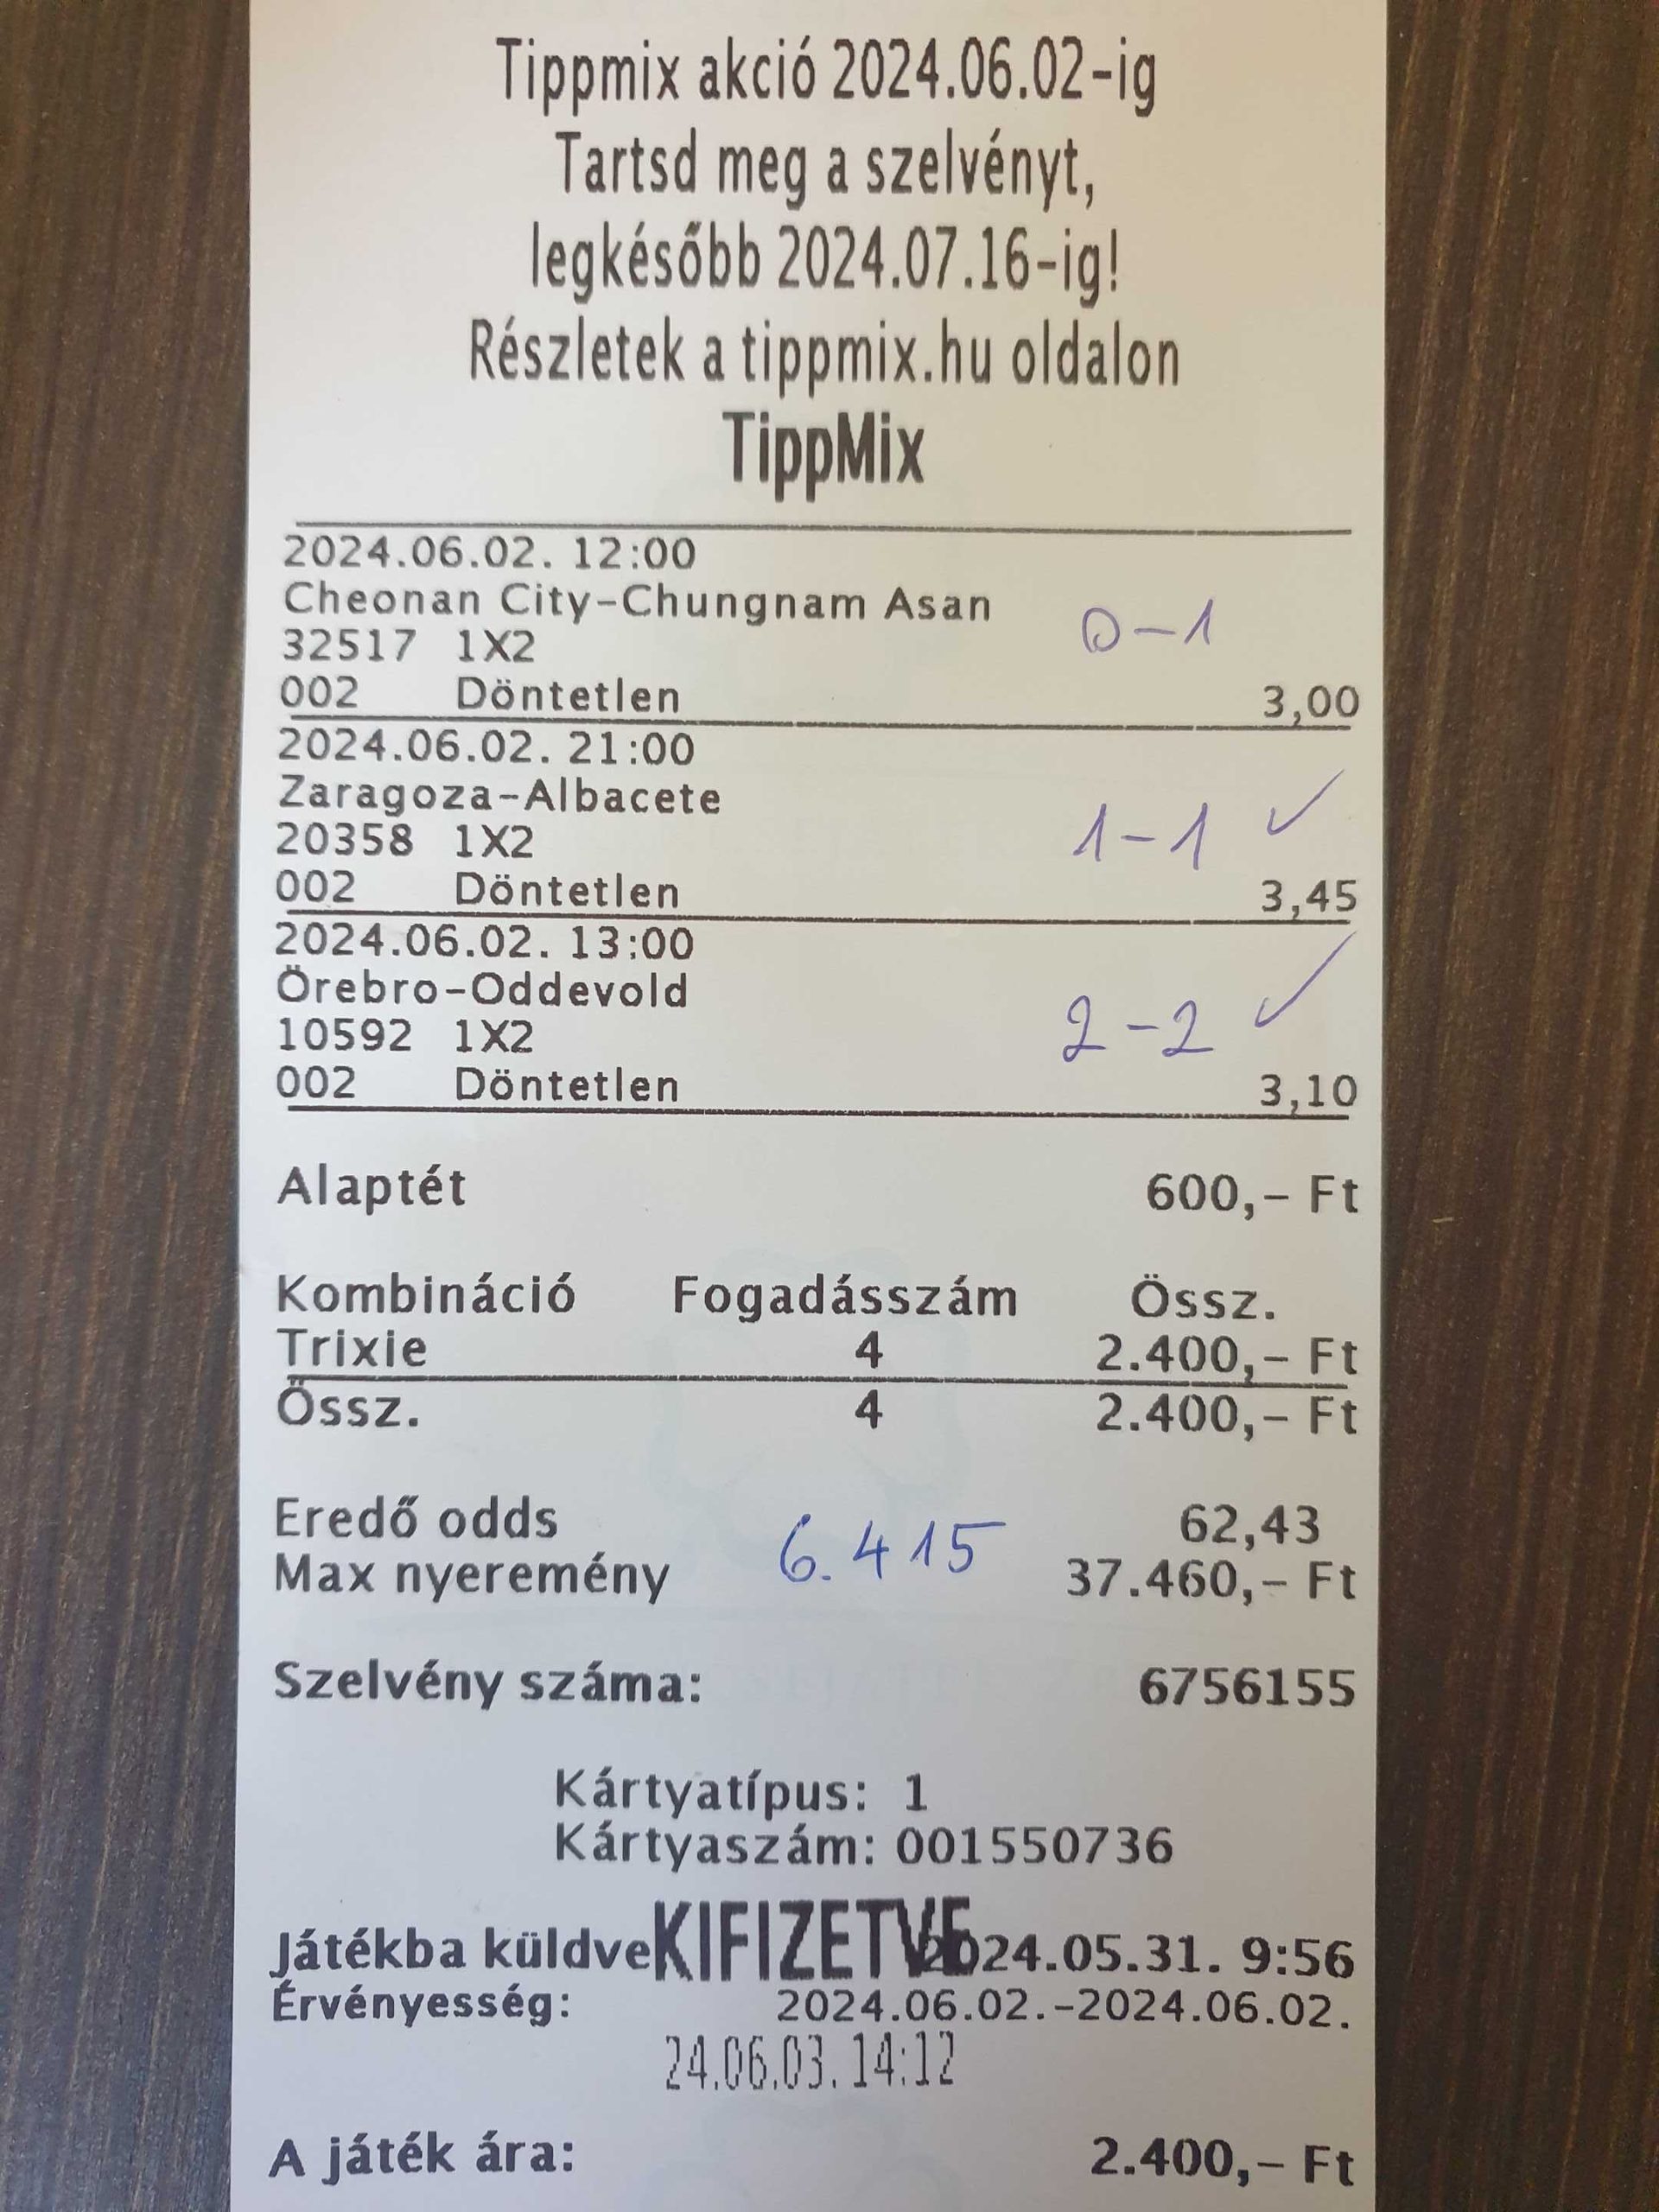 Tippmix akció 2024.06.02-ig
Tartsd meg a szelvényt,
legkésőbb 2024.07.16-ig!
Részletek a tippmix.hu oldalon
TippMix
2024.06.02. 12:00
Cheonan City-Chungnam Asan
0-1
32517 1X2
002 Döntetlen 3,00
2024.06.02. 21:00
Zaragoza-Albacete
20358 1X2 1-1 ✓
002 Döntetlen 3,45
2024.06.02. 13:00
Örebro-Oddevold
10592 1X2 2-2 ✓
002 Döntetlen 3,10
Alaptét 600,- Ft
Kombináció Fogadásszám Össz.
Trixie 4 2.400,- Ft
Össz. 4 2.400,- Ft
Eredő odds 62,43
6.415
Max nyeremény 37.460,- Ft
Szelvény száma: 6756155
Kártyatípus: 1
Kártyaszám: 001550736
Játékba küldve KIFIZETVE 2024.05.31. 9:56
Érvényesség: 2024.06.02.-2024.06.02.
24.06.03. 14:12
A játék ára: 2.400,- Ft